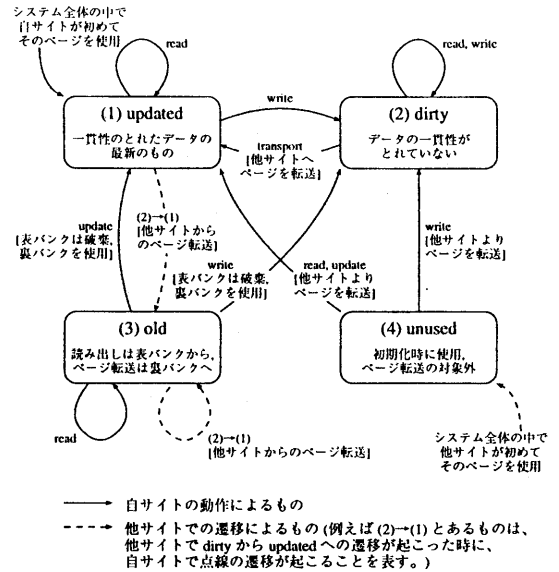 システム全体の中で
自サイトが初めて
そのページを使用
read
read, write
(1) updated
一貫性のとれたデータの
最新のもの
write
(2) dirty
データの一貫性が
とれていない
transport
[他サイトへ
ページを転送]
update
[表バンクは破棄,
裏バンクを使用]
(2)→(1)
[他サイトから
のページ転送]
write
[表バンクは破棄,
裏バンクを使用]
read, update
[他サイトより
ページを転送]
write
[他サイトより
ページを転送]
(3) old
読み出しは表バンクから,
ページ転送は裏バンクへ
(4) unused
初期化時に使用,
ページ転送の対象外
read
(2)→(1)
[他サイトからのページ転送]
システム全体の中で
他サイトが初めて
そのページを使用
自サイトの動作によるもの
他サイトでの遷移によるもの (例えば (2)→(1) とあるものは、
他サイトで dirty から updated への遷移が起こった時に、
自サイトで点線の遷移が起こることを表す。)